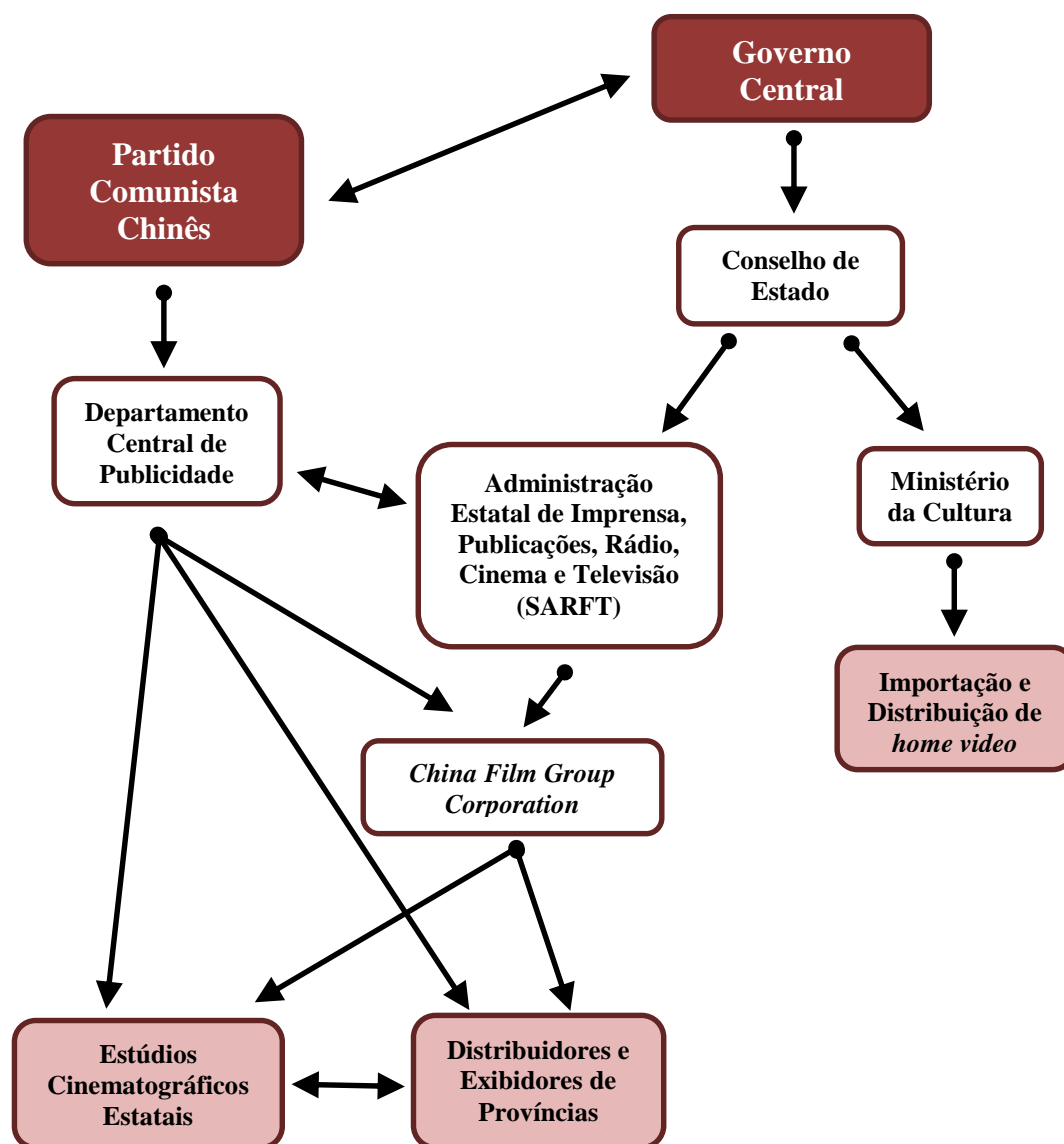 Governo
Central
Partido
Comunista
Chinês
Conselho de
Estado
Departamento
Central de
Publicidade
Administração
Estatal de Imprensa,
Publicações, Rádio,
Cinema e Televisão
(SARFT)
Ministério
da Cultura
Importação e
Distribuição de
home video
China Film Group
Corporation
Estúdios
Cinematográficos
Estatais
Distribuidores e
Exibidores de
Províncias